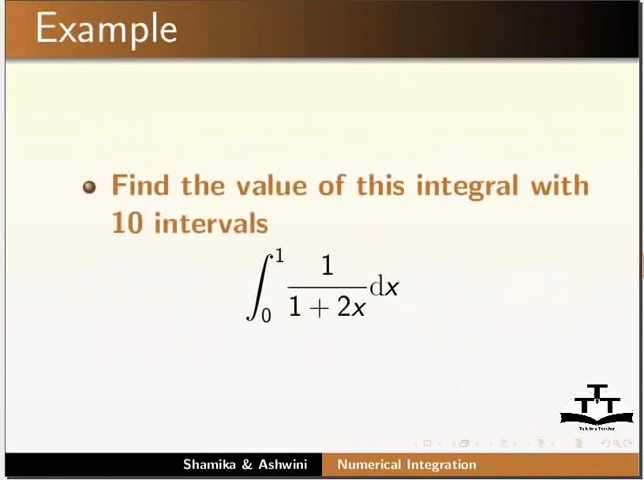 Example
Find the value of this integral with
10 intervals
∫₀¹ 1/(1 + 2x) dx
TTT
Shamika & Ashwini Numerical Integration